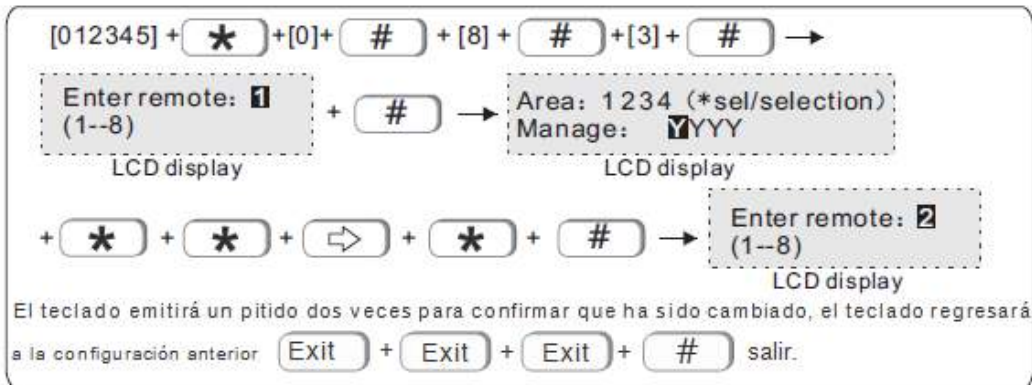 [012345] + * +[0]+ # + [8] + # +[3]+ # →
Enter remote: 1
(1--8)
LCD display
+ # →
Area: 1234 (*sel/selection)
Manage: YYYY
LCD display
+ * + * + ⇨ + * + # →
Enter remote: 2
(1--8)
LCD display
El teclado emitirá un pitido dos veces para confirmar que ha sido cambiado, el teclado regresará
a la configuración anterior Exit + Exit + Exit + # salir.